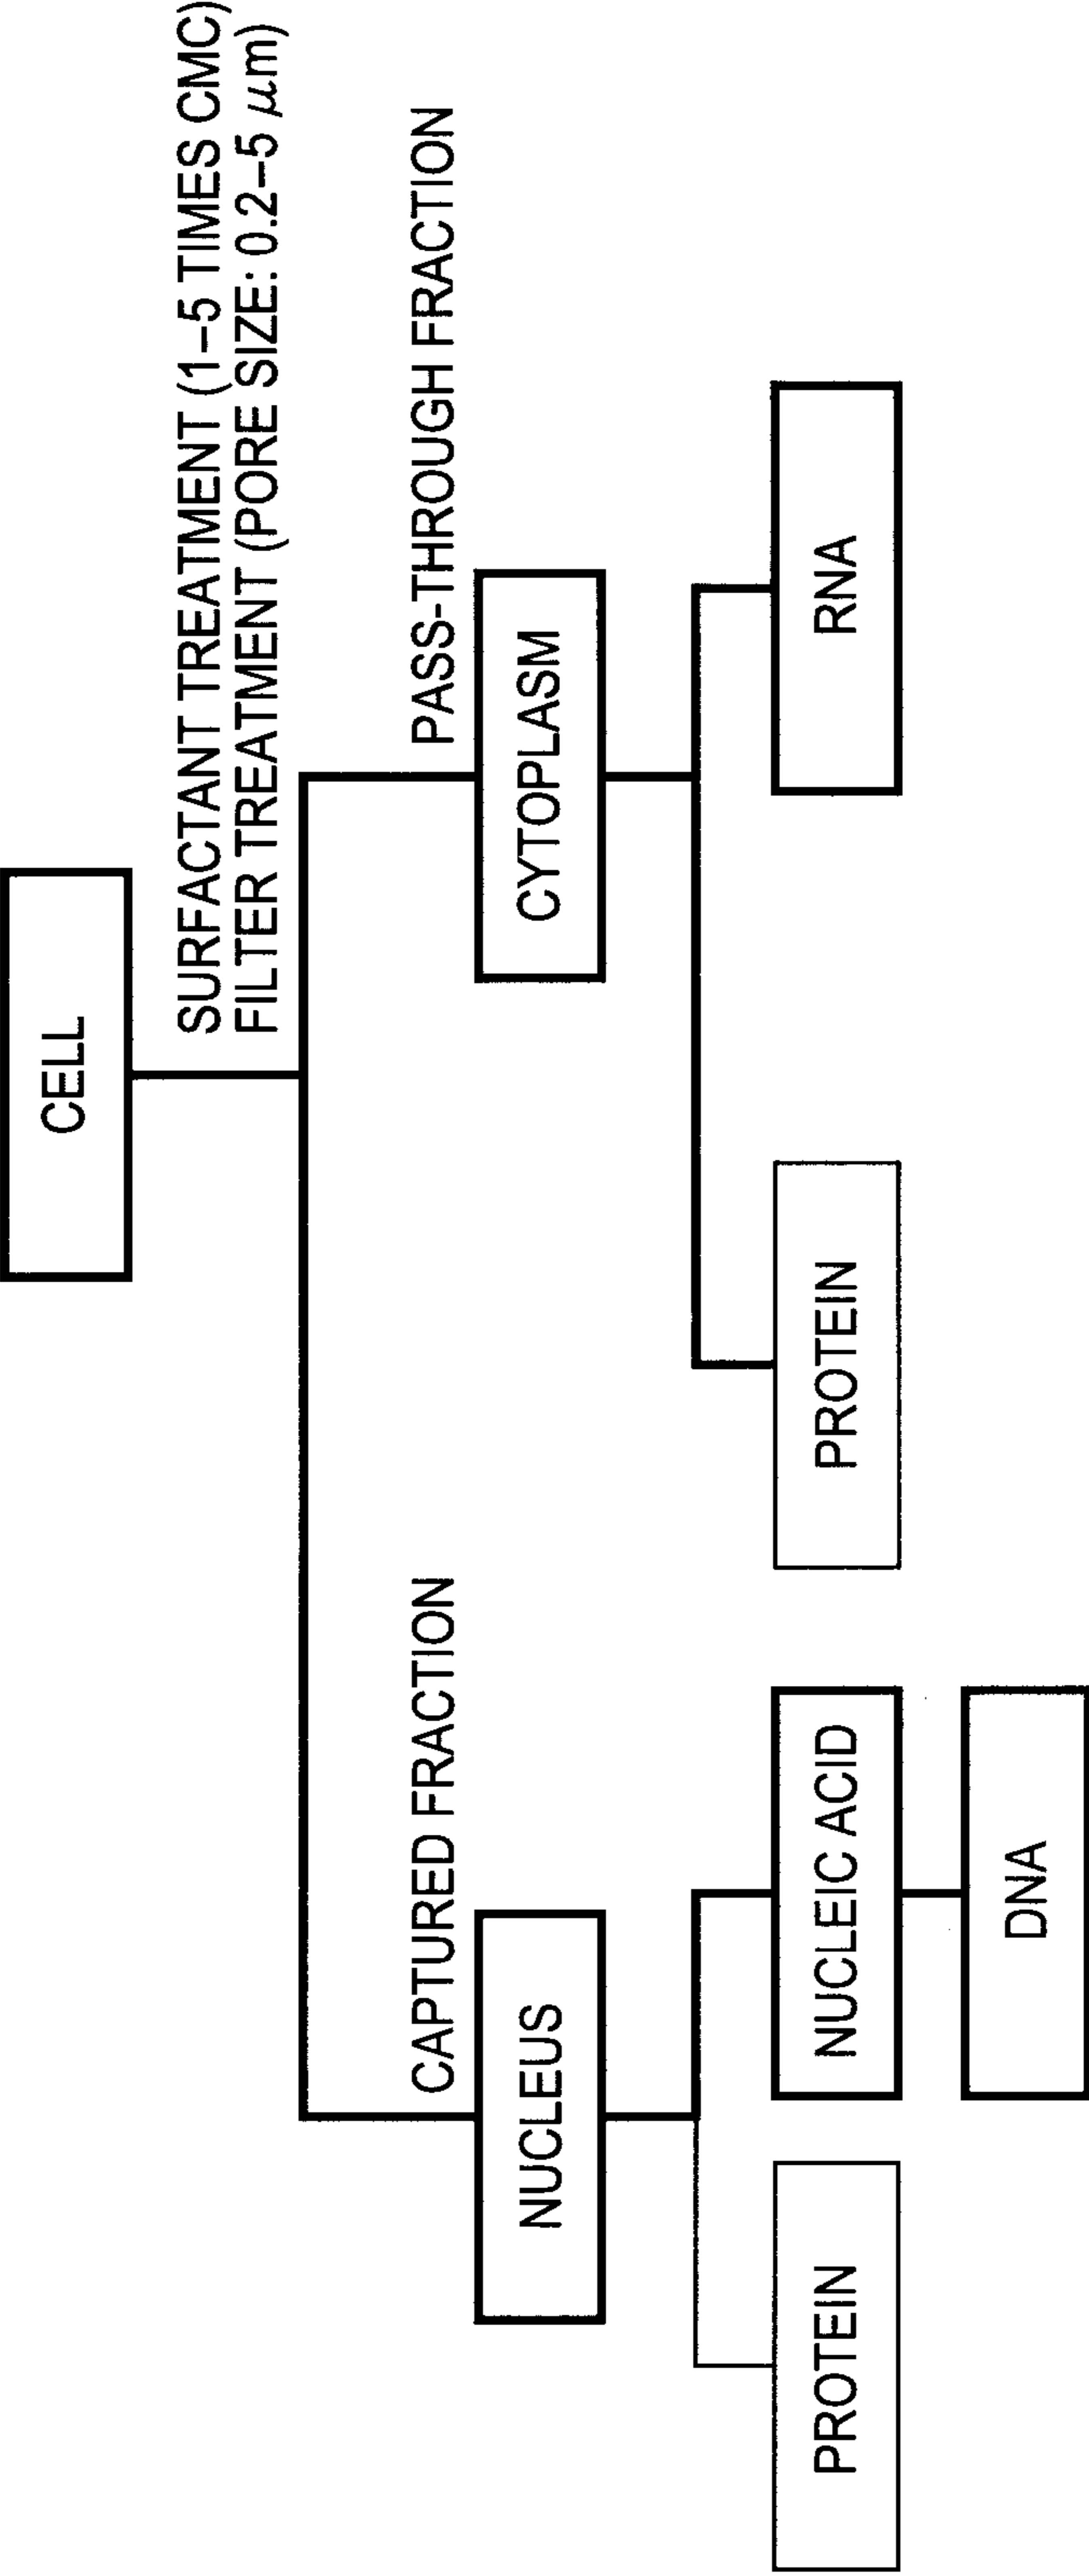 CELL
SURFACTANT TREATMENT (1–5 TIMES CMC)
FILTER TREATMENT (PORE SIZE: 0.2–5 μm)
CAPTURED FRACTION
PASS-THROUGH FRACTION
NUCLEUS
CYTOPLASM
PROTEIN
NUCLEIC ACID
PROTEIN
RNA
DNA